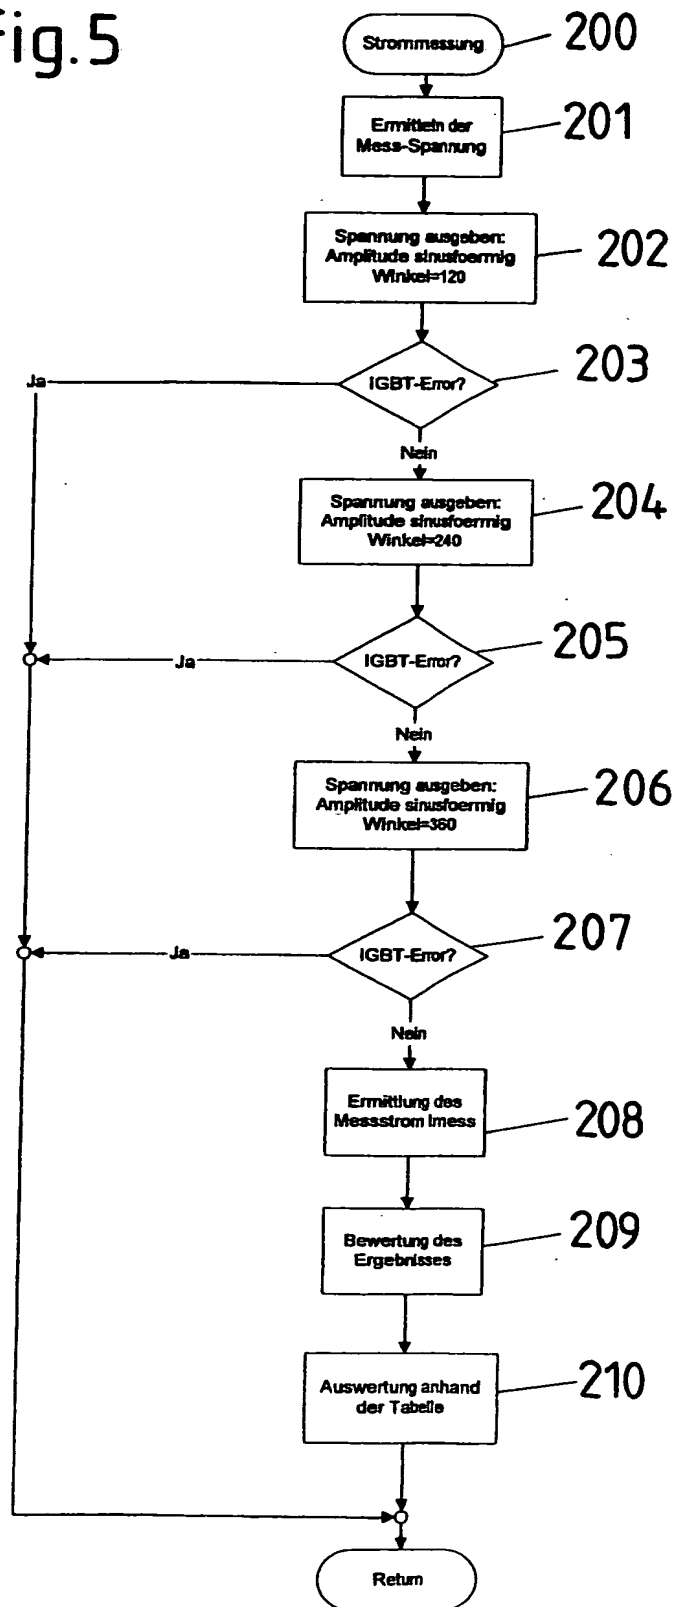 Fig.5
Strommessung
200
Ermitteln der
Mess-Spannung
201
Spannung ausgeben:
Amplitude sinusfoermig
Winkel=120
202
IGBT-Error?
203
Ja
Nein
Spannung ausgeben:
Amplitude sinusfoermig
Winkel=240
204
IGBT-Error?
205
Ja
Nein
Spannung ausgeben:
Amplitude sinusfoermig
Winkel=360
206
IGBT-Error?
207
Ja
Nein
Ermittlung des
Messstrom Imess
208
Bewertung des
Ergebnisses
209
Auswertung anhand
der Tabelle
210
Return